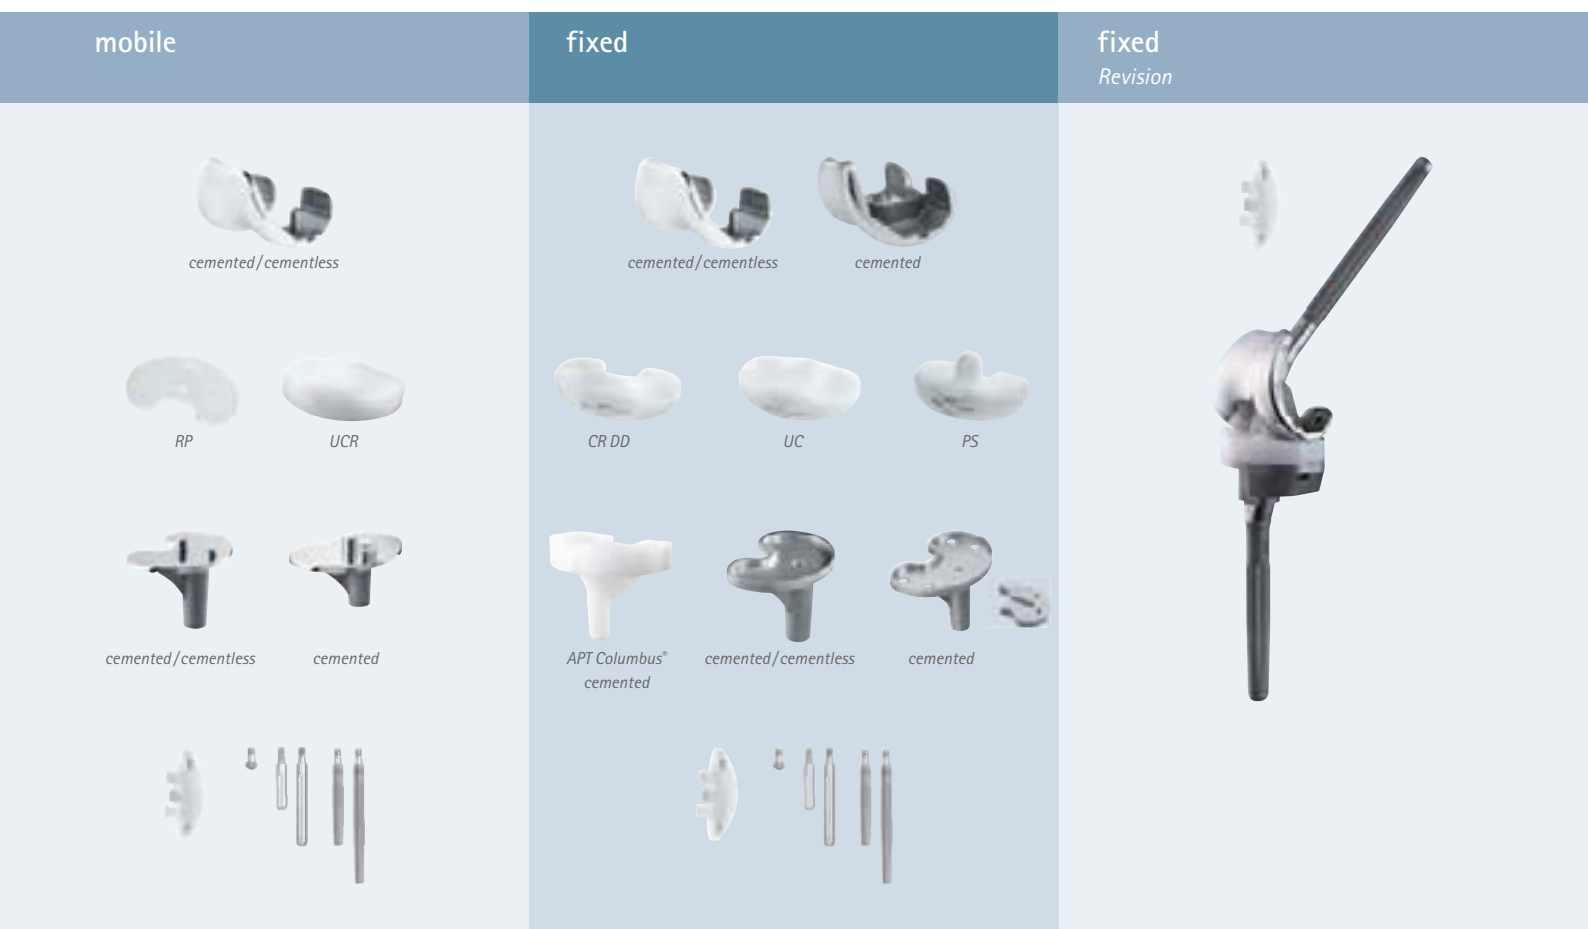 mobile
fixed
fixed
Revision
cemented/cementless
cemented/cementless
cemented
RP
UCR
CR DD
UC
PS
cemented/cementless
cemented
APT Columbus®
cemented
cemented/cementless
cemented